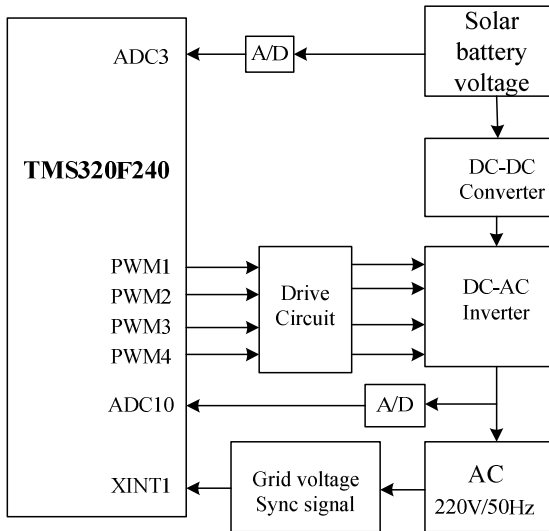 Solar
battery
voltage
ADC3
A/D
TMS320F240
DC-DC
Converter
PWM1
PWM2
PWM3
PWM4
Drive
Circuit
DC-AC
Inverter
ADC10
A/D
XINT1
Grid voltage
Sync signal
AC
220V/50Hz